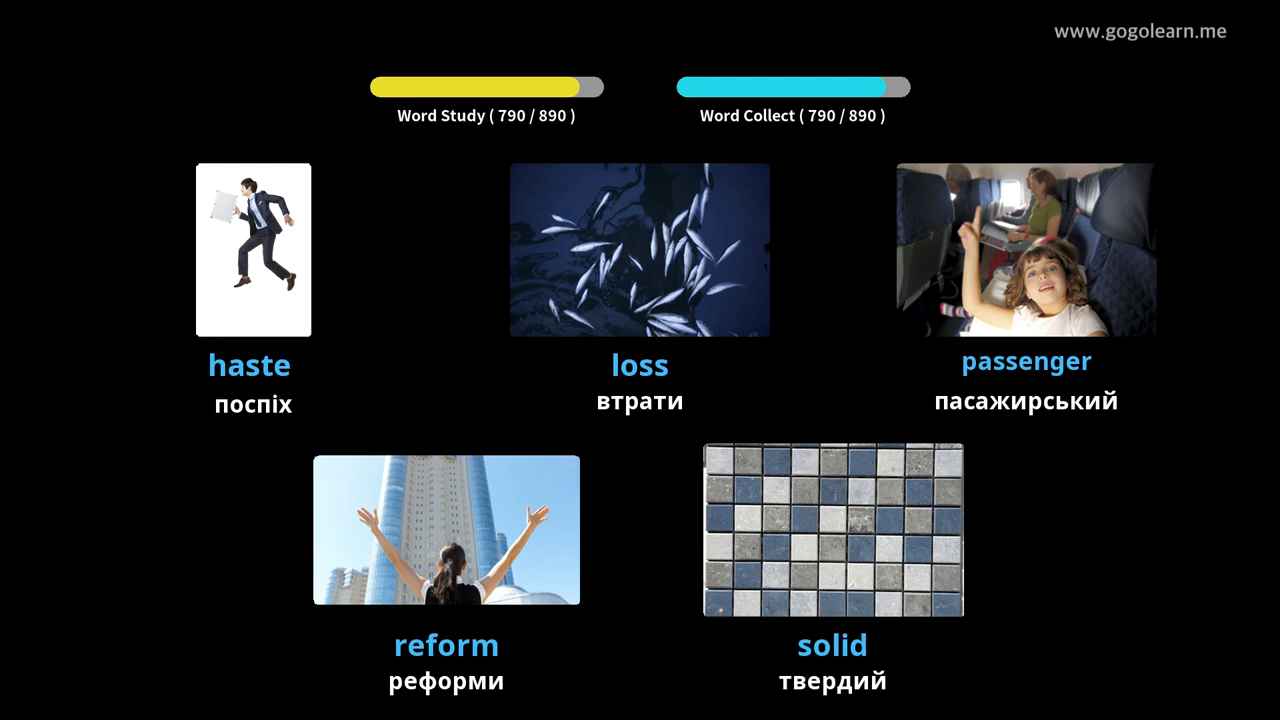 www.gogolearn.me
Word Study ( 790 / 890 )
Word Collect ( 790 / 890 )
haste
поспіх
loss
втрати
passenger
пасажирський
reform
реформи
solid
твердий